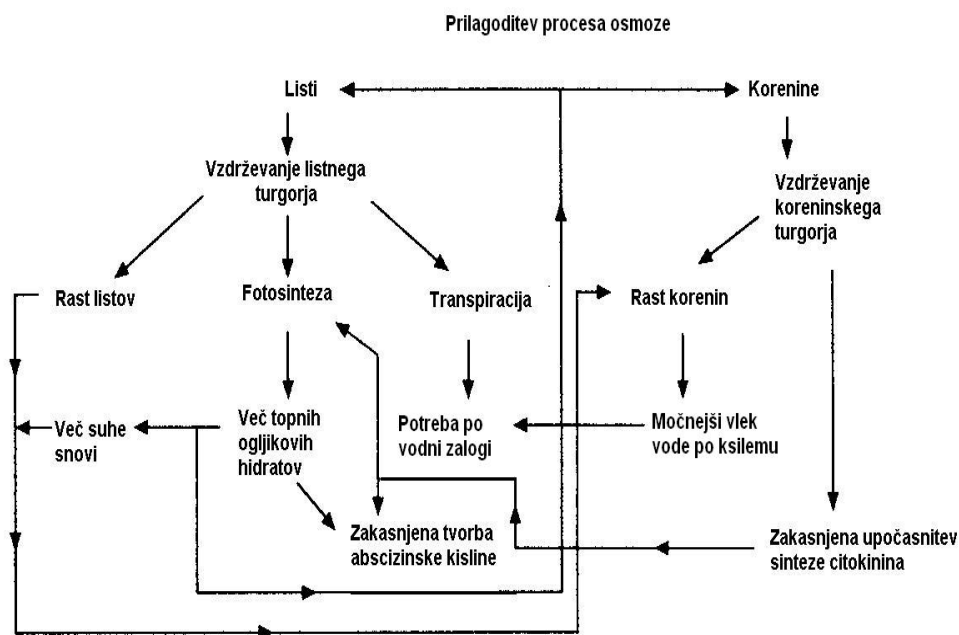 Prilagoditev procesa osmoze
Listi
Korenine
Vzdrževanje listnega
turgorja
Vzdrževanje
koreninskega
turgorja
Rast listov
Fotosinteza
Transpiracija
Rast korenin
Več suhe
snovi
Več topnih
ogljikovih
hidratov
Potreba po
vodni zalogi
Močnejši vlek
vode po ksilemu
Zakasnjena tvorba
abscizinske kisline
Zakasnjena upočasnitev
sinteze citokinina